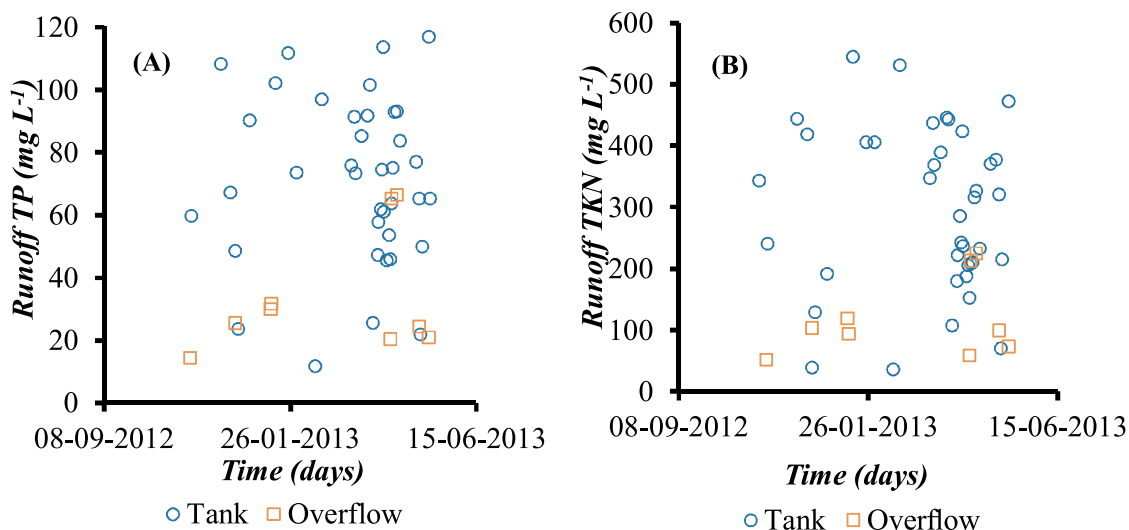 (A)
Runoff TP (mg L-1)
120
100
80
60
40
20
0
08-09-2012 26-01-2013 15-06-2013
Time (days)
Tank Overflow
(B)
Runoff TKN (mg L-1)
600
500
400
300
200
100
0
08-09-2012 26-01-2013 15-06-2013
Time (days)
Tank Overflow